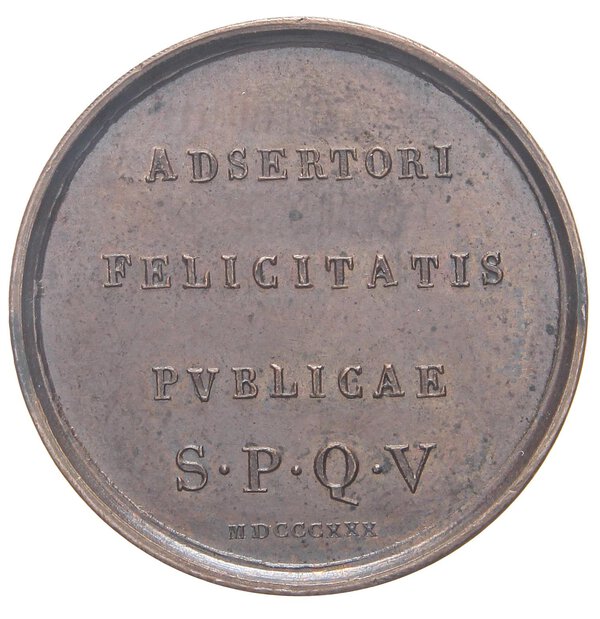 ADSERTORI
FELICITATIS
PVBLICAE
S·P·Q·V
MDCCCXXX